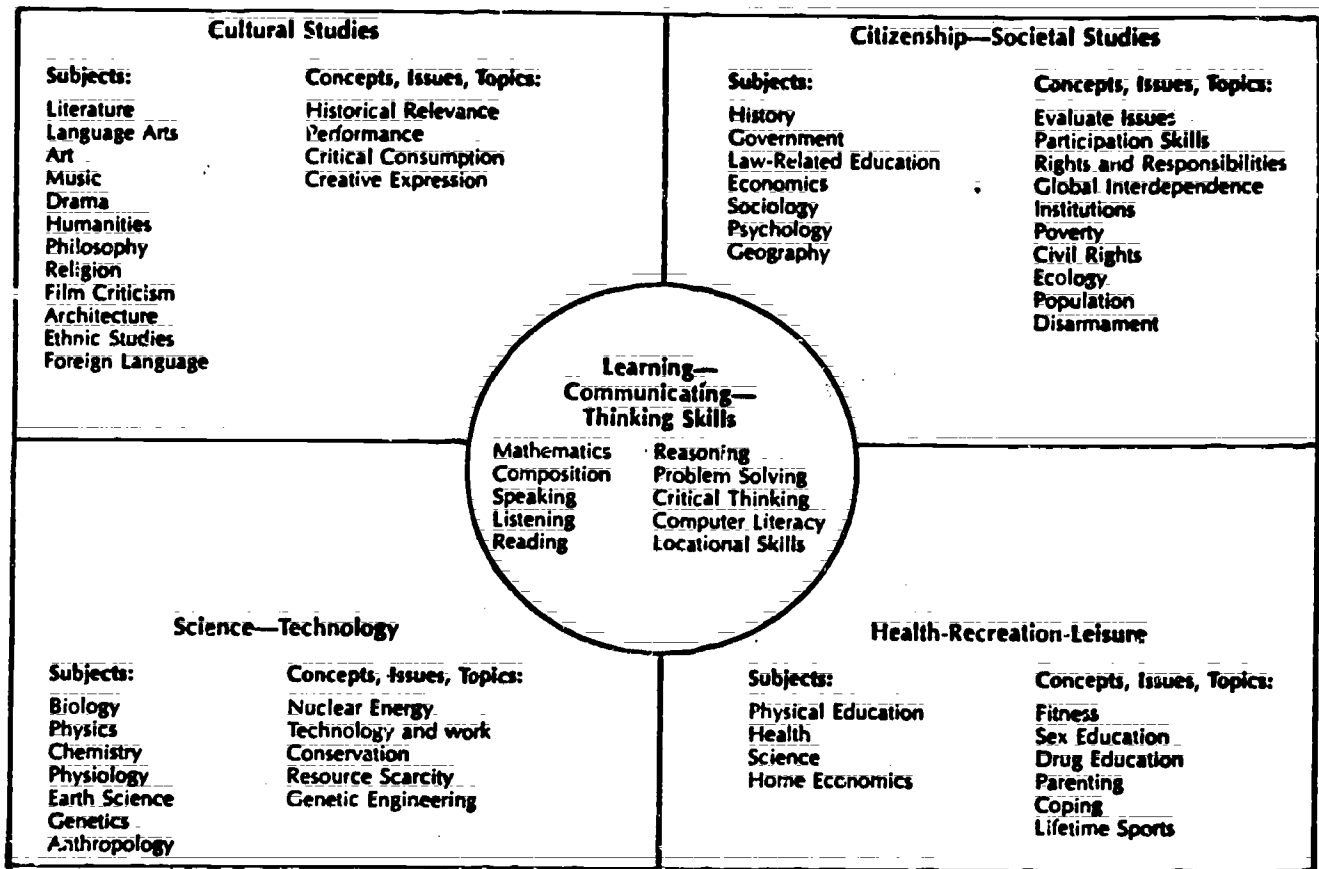 Cultural Studies
Subjects:
Literature
Language Arts
Art
Music
Drama
Humanities
Philosophy
Religion
Film Criticism
Architecture
Ethnic Studies
Foreign Language
Concepts, Issues, Topics:
Historical Relevance
Performance
Critical Consumption
Creative Expression
Citizenship—Societal Studies
Subjects:
History
Government
Law-Related Education
Economics
Sociology
Psychology
Geography
Concepts, Issues, Topics:
Evaluate Issues
Participation Skills
Rights and Responsibilities
Global Interdependence
Institutions
Poverty
Civil Rights
Ecology
Population
Disarmament
Learning—
Communicating—
Thinking Skills
Mathematics
Composition
Speaking
Listening
Reading
Reasoning
Problem Solving
Critical Thinking
Computer Literacy
Locational Skills
Science—Technology
Subjects:
Biology
Physics
Chemistry
Physiology
Earth Science
Genetics
Anthropology
Concepts, Issues, Topics:
Nuclear Energy
Technology and work
Conservation
Resource Scarcity
Genetic Engineering
Health-Recreation-Leisure
Subjects:
Physical Education
Health
Science
Home Economics
Concepts, Issues, Topics:
Fitness
Sex Education
Drug Education
Parenting
Coping
Lifetime Sports